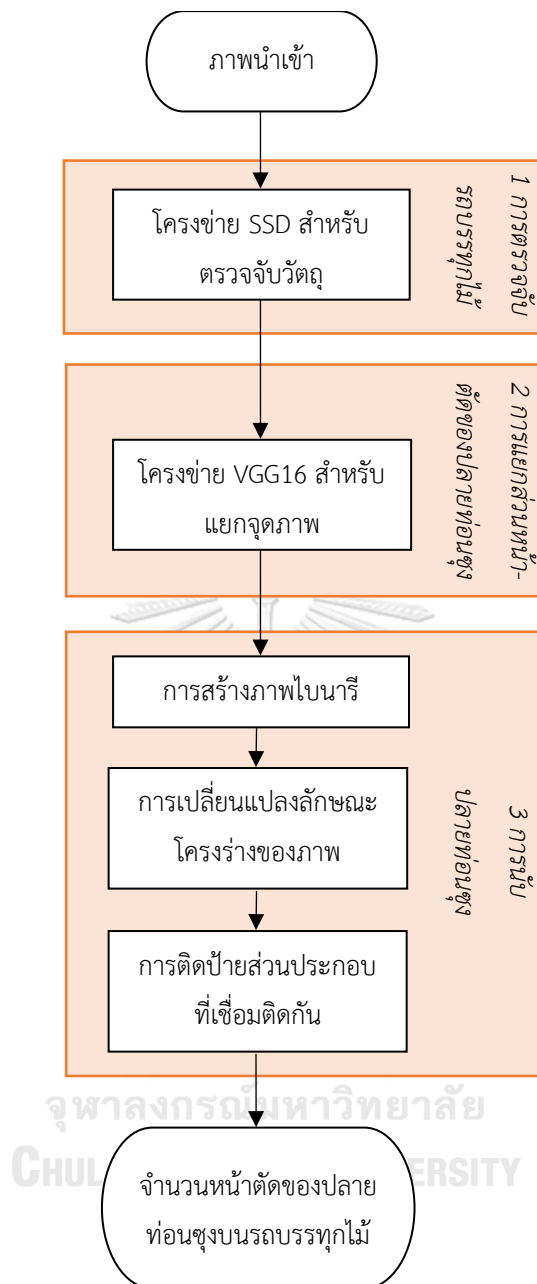 ภาพนำเข้า
1 การตรวจจับ
รถบรรทุกไม้
โครงข่าย SSD สำหรับ
ตรวจจับวัตถุ
2 การแยกส่วนหน้า-
ตัดของปลายท่อนซุง
โครงข่าย VGG16 สำหรับ
แยกจุดภาพ
3 การนับ
ปลายท่อนซุง
การสร้างภาพไบนารี
การเปลี่ยนแปลงลักษณะ
โครงร่างของภาพ
การติดป้ายส่วนประกอบ
ที่เชื่อมติดกัน
จุฬาลงกรณ์มหาวิทยาลัย
CHUL ERSITY
จำนวนหน้าตัดของปลาย
ท่อนซุงบนรถบรรทุกไม้